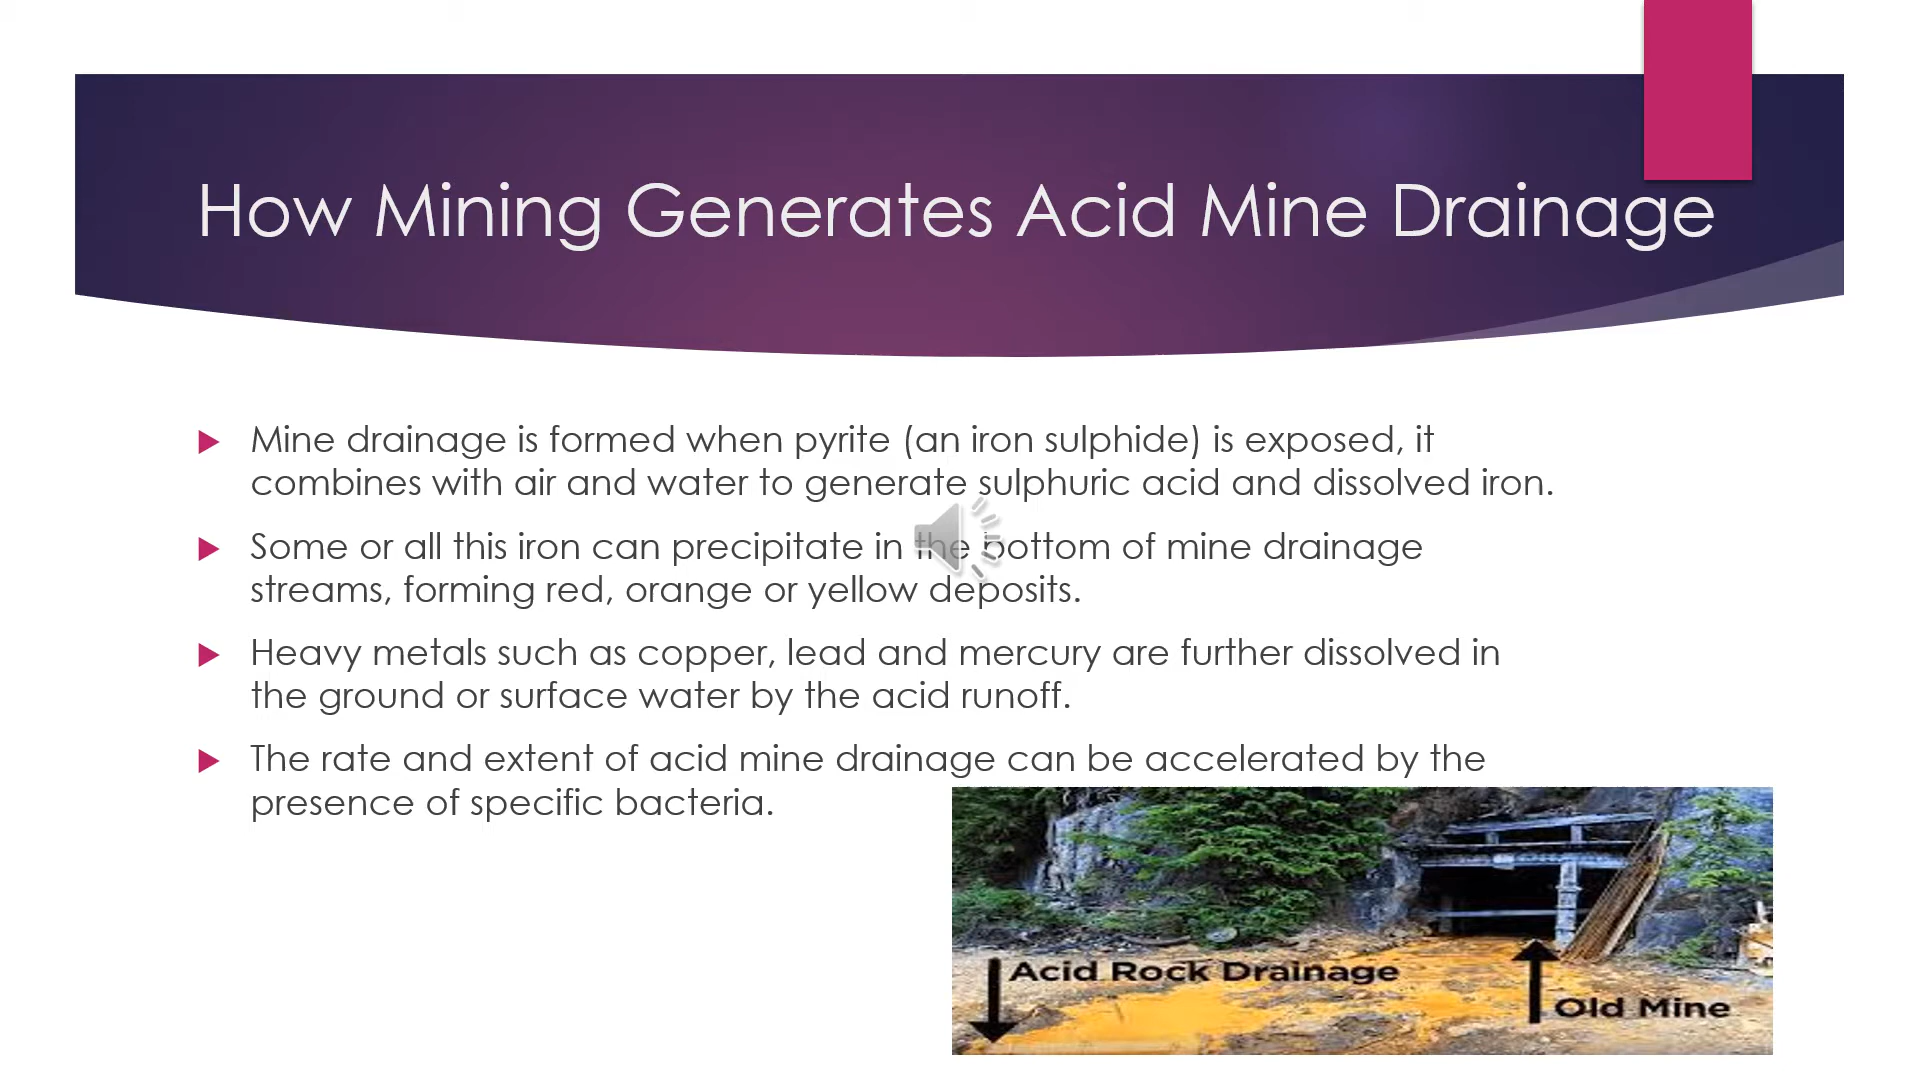 How Mining Generates Acid Mine Drainage
Mine drainage is formed when pyrite (an iron sulphide) is exposed, it
combines with air and water to generate sulphuric acid and dissolved iron.
Some or all this iron can precipitate in the bottom of mine drainage
streams, forming red, orange or yellow deposits.
Heavy metals such as copper, lead and mercury are further dissolved in
the ground or surface water by the acid runoff.
The rate and extent of acid mine drainage can be accelerated by the
presence of specific bacteria.
Acid Rock Drainage
Old Mine